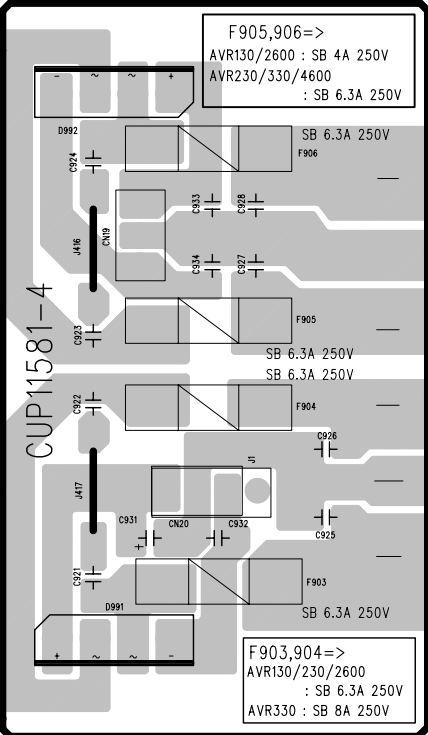 F905,906=>
AVR130/2600 : SB 4A 250V
AVR230/330/4600
: SB 6.3A 250V
- ~ ~ +
D992
SB 6.3A 250V
C924
F906
C933
C928
J416
CN19
C934
C927
C923
F905
SB 6.3A 250V
SB 6.3A 250V
CUP11581-4
C922
F904
C926
J1
J417
C931
CN20
C932
+
C925
C921
F903
D991
SB 6.3A 250V
+ ~ ~ -
F903,904=>
AVR130/230/2600
: SB 6.3A 250V
AVR330 : SB 8A 250V